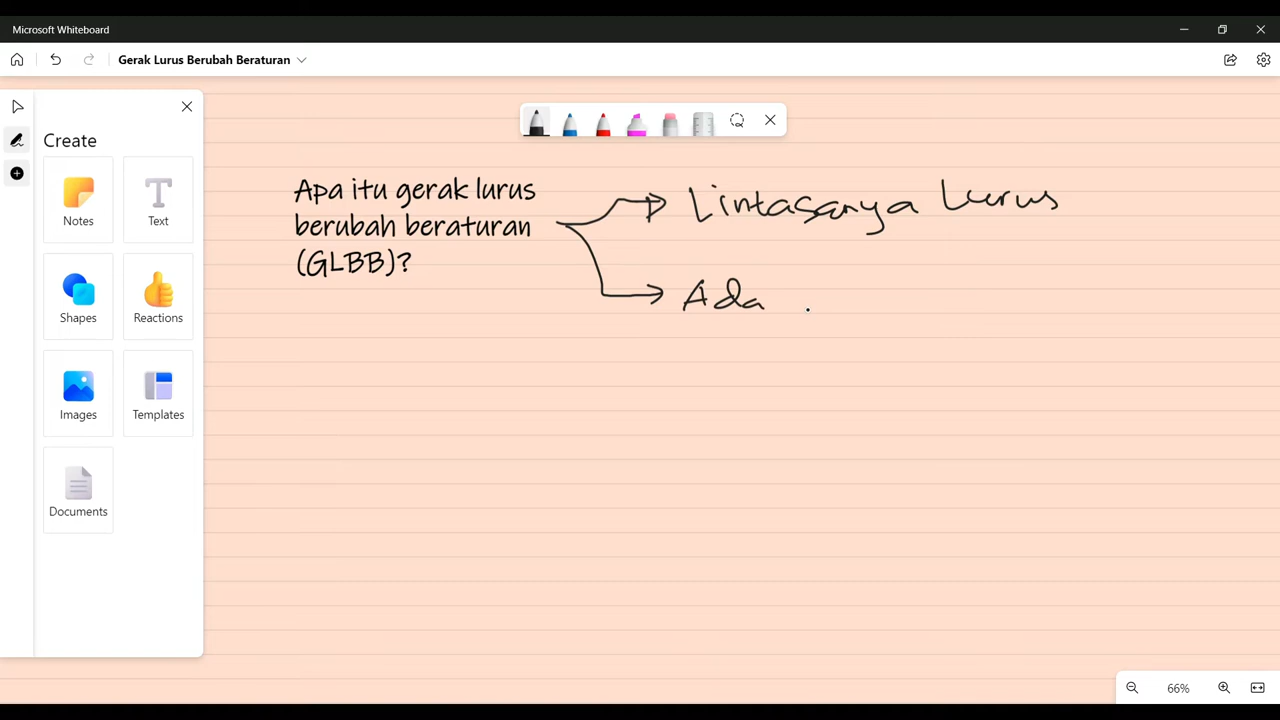 Microsoft Whiteboard
Gerak Lurus Berubah Beraturan
Create
Notes
Text
Shapes
Reactions
Images
Templates
Documents
Apa itu gerak lurus
berubah beraturan
(GLBB)?
Lintasanya Lurus
Ada
66%